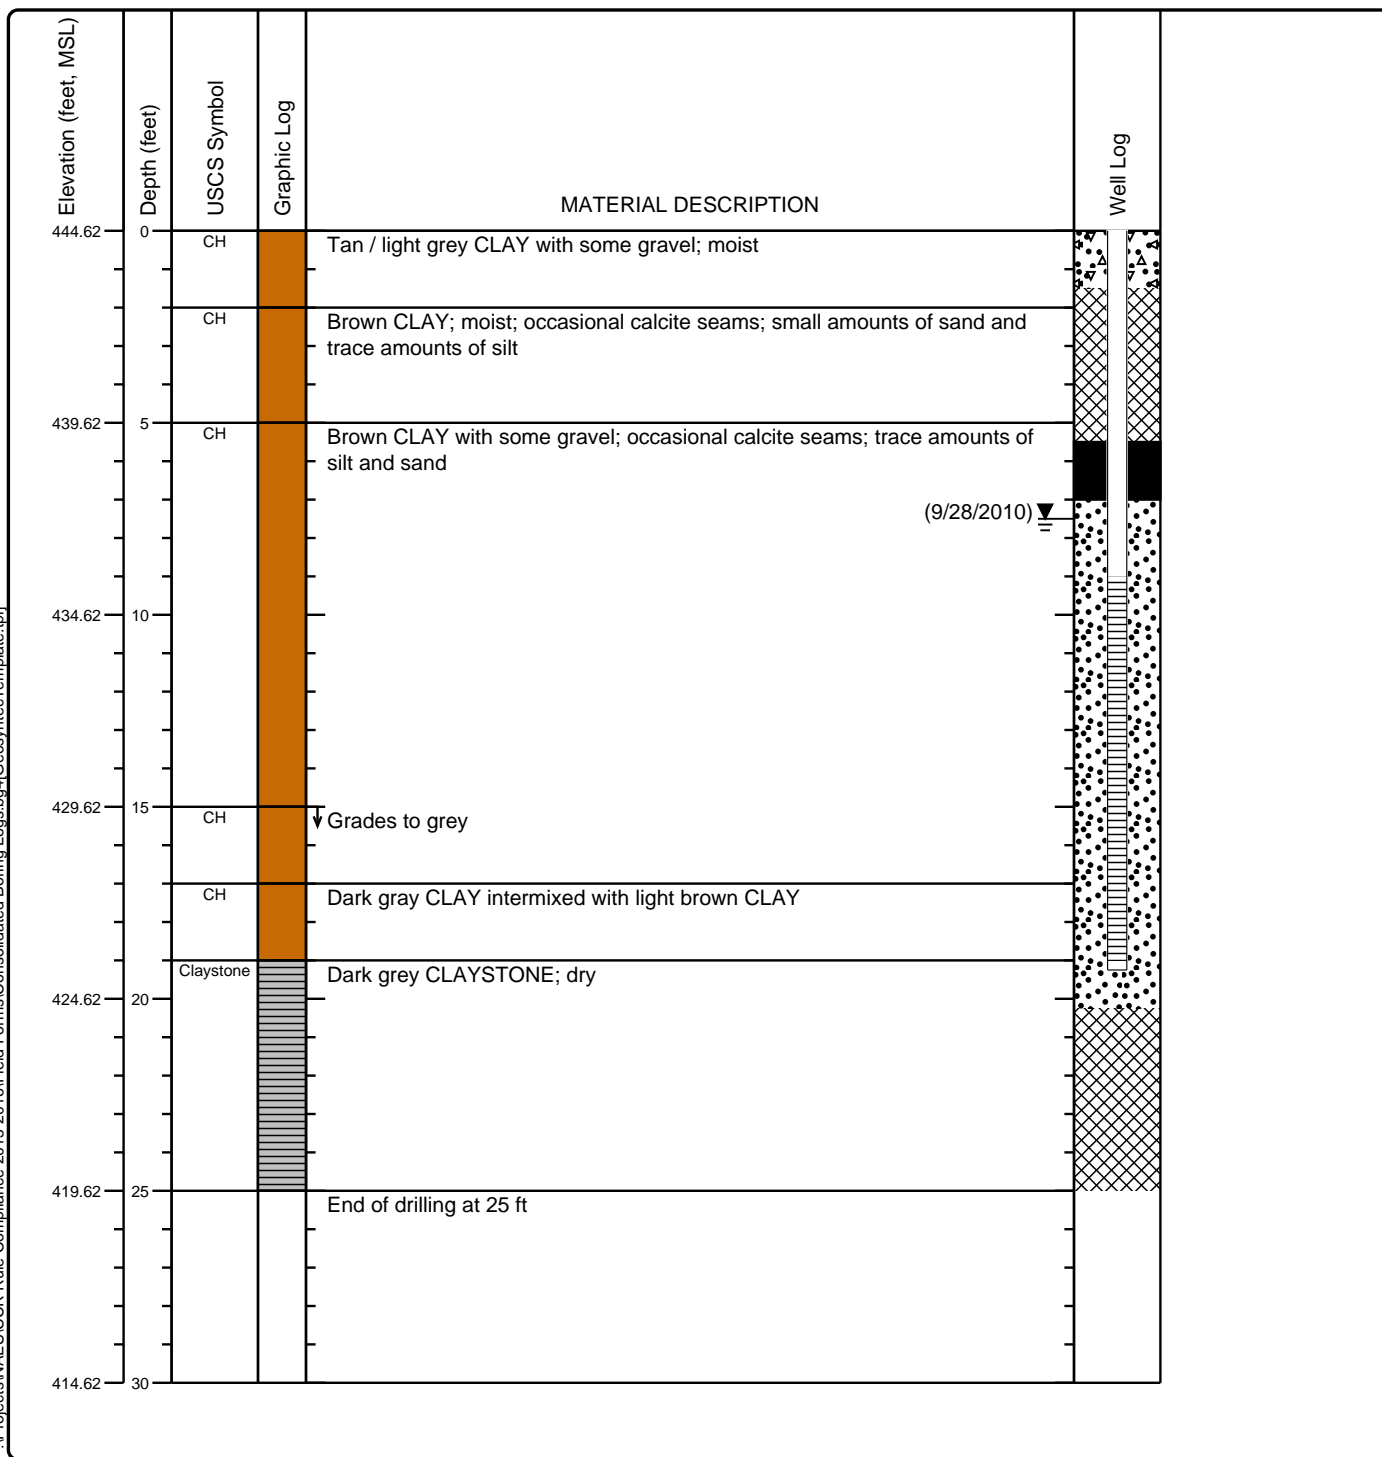 Elevation (feet, MSL)
Depth (feet)
USCS Symbol
Graphic Log
MATERIAL DESCRIPTION
Well Log
444.62 0 CH Tan / light grey CLAY with some gravel; moist
CH Brown CLAY; moist; occasional calcite seams; small amounts of sand and
trace amounts of silt
439.62 5 CH Brown CLAY with some gravel; occasional calcite seams; trace amounts of
silt and sand
(9/28/2010)
434.62 10
429.62 15 CH Grades to grey
CH Dark gray CLAY intermixed with light brown CLAY
Claystone Dark grey CLAYSTONE; dry
424.62 20
419.62 25 End of drilling at 25 ft
414.62 30